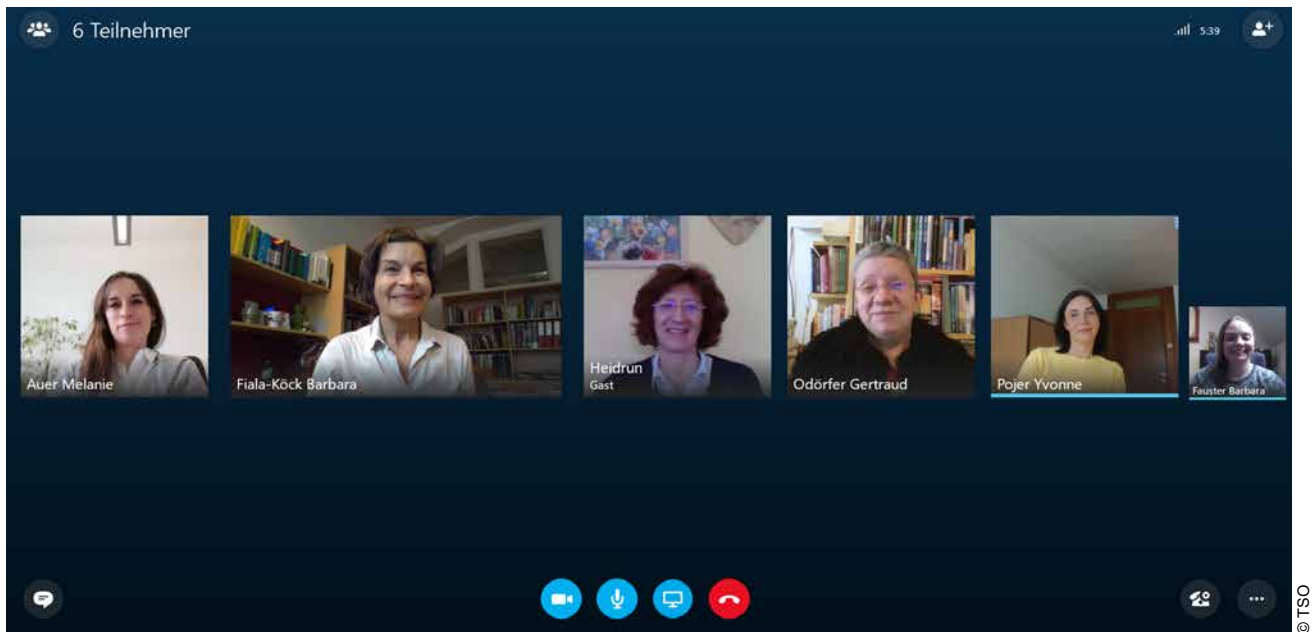 6 Teilnehmer
5:39
Auer Melanie
Fiala-Köck Barbara
Heidrun
Gast
Odörfer Gertraud
Pojer Yvonne
Fauster Barbara
© TSO